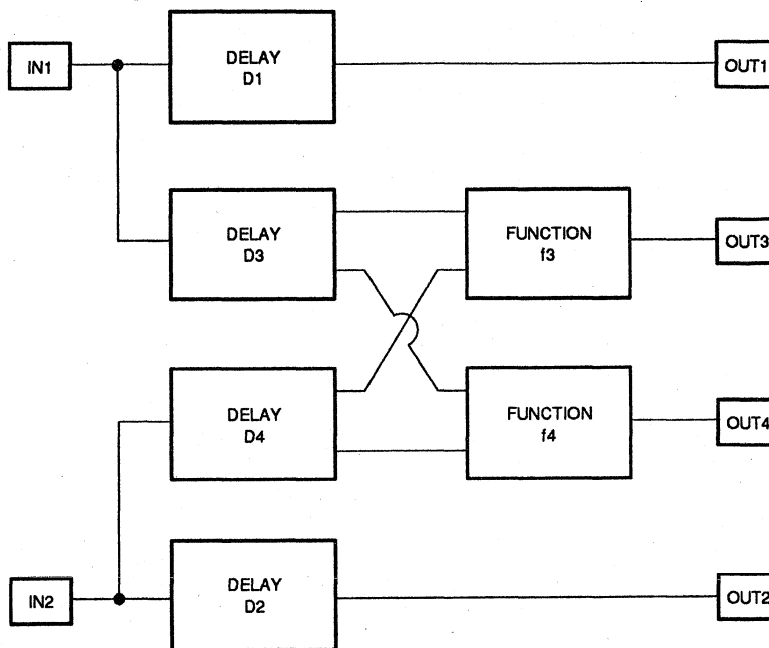 IN1
DELAY
D1
OUT1
DELAY
D3
FUNCTION
f3
OUT3
DELAY
D4
FUNCTION
f4
OUT4
IN2
DELAY
D2
OUT2